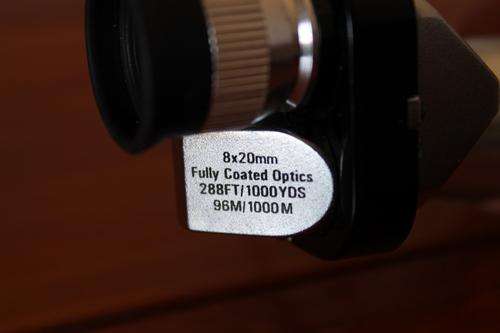 8x20mm
Fully Coated Optics
288FT/1000YDS
96M/1000M